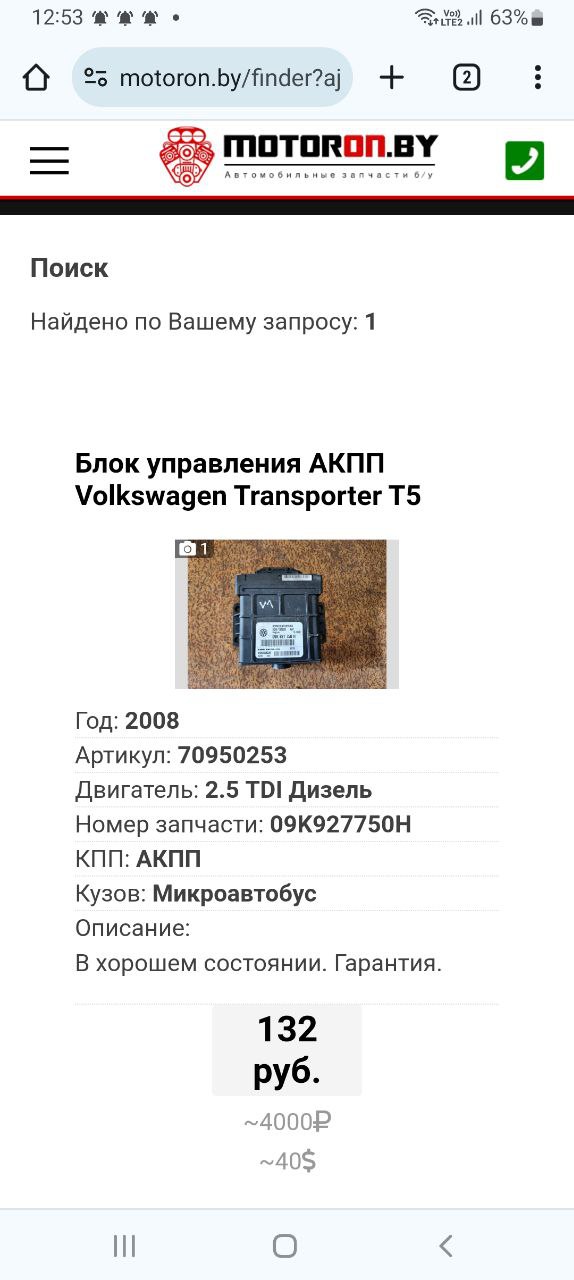 12:53
Vo)) LTE2 63%
motoron.by/finder?aj
2
MOTORON.BY
Автомобильные запчасти б/у
Поиск
Найдено по Вашему запросу: 1
Блок управления АКПП
Volkswagen Transporter T5
1
Год: 2008
Артикул: 70950253
Двигатель: 2.5 TDI Дизель
Номер запчасти: 09K927750H
КПП: АКПП
Кузов: Микроавтобус
Описание:
В хорошем состоянии. Гарантия.
132
руб.
~4000₽
~40$